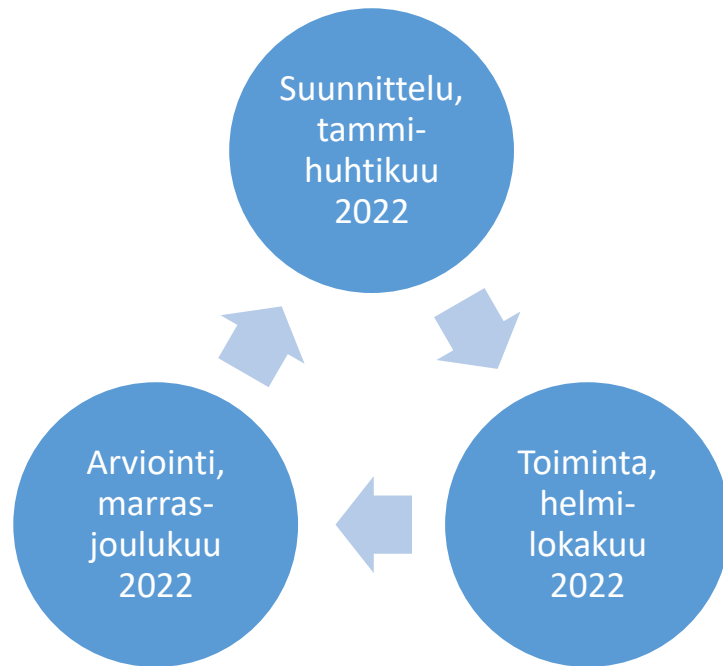 Suunnittelu,
tammi-
huhtikuu
2022
Toiminta,
helmi-
lokakuu
2022
Arviointi,
marras-
joulukuu
2022